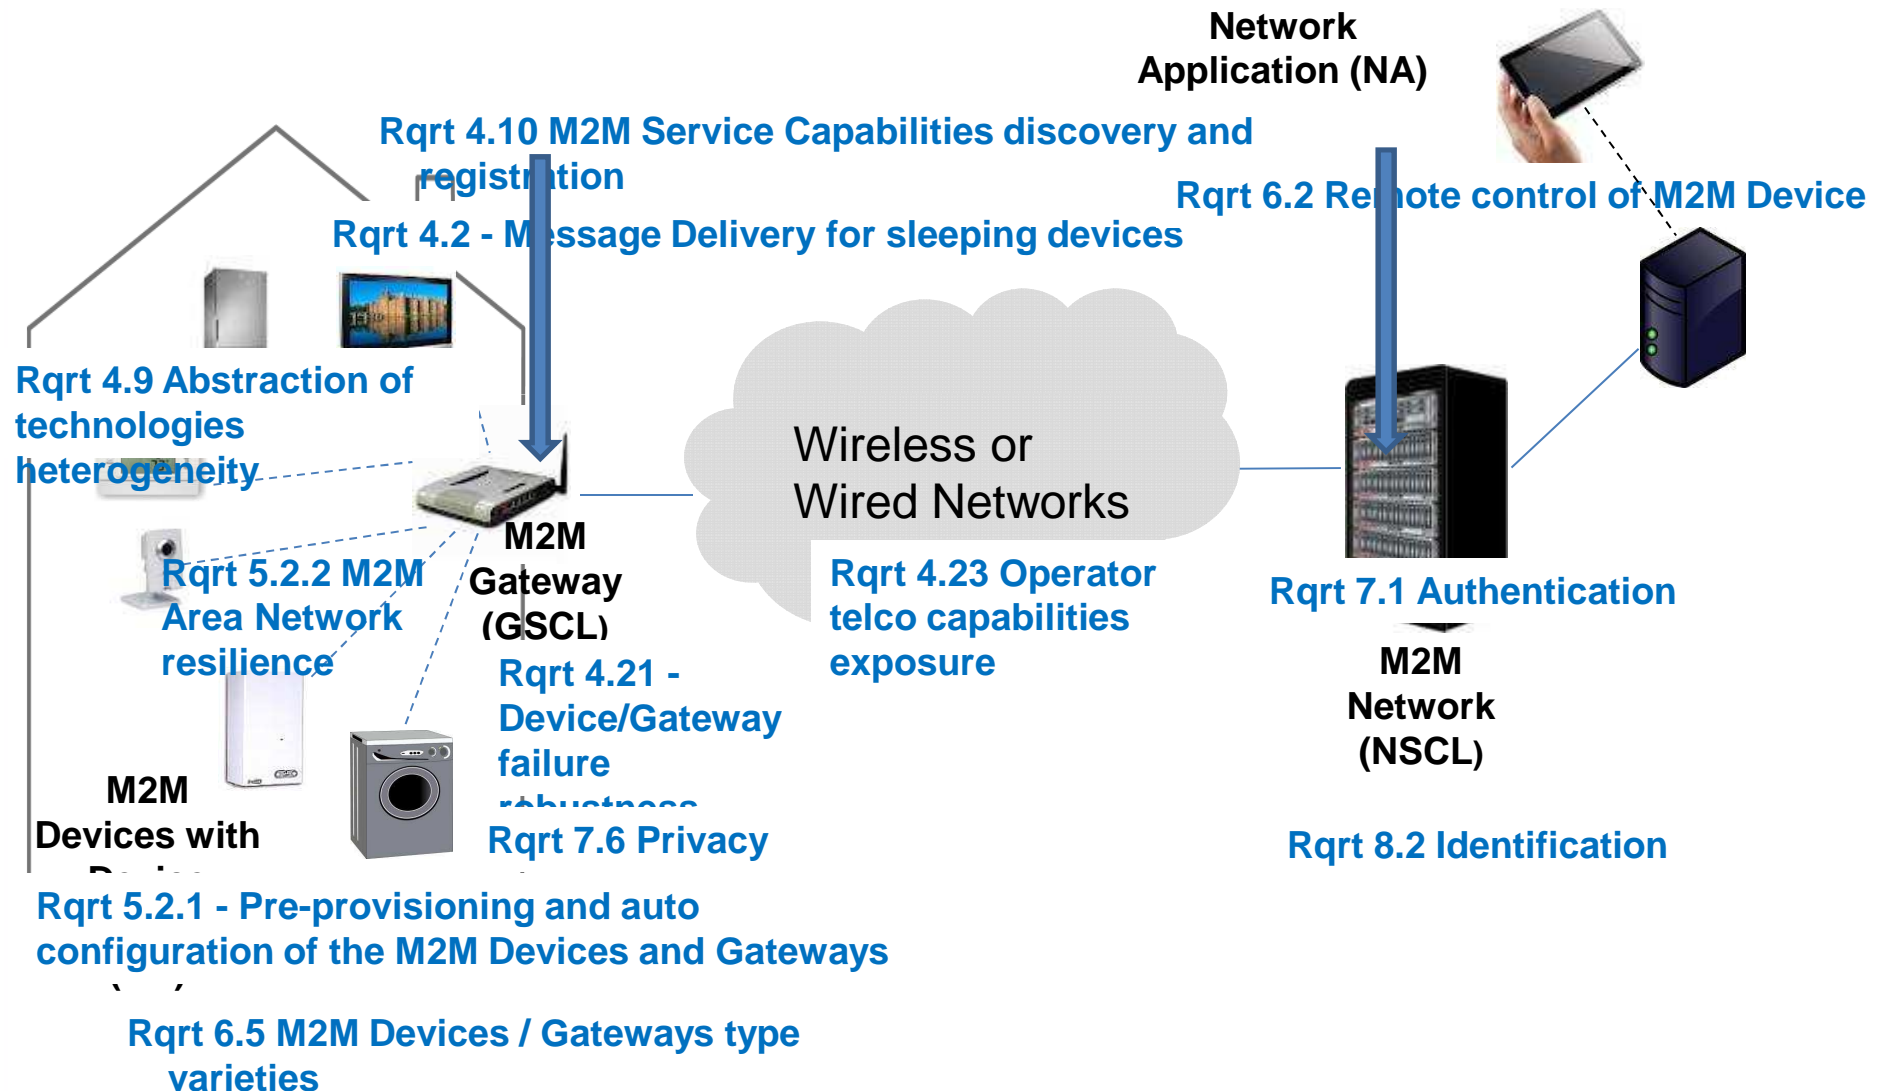 Network
Application (NA)
Rqrt 4.10 M2M Service Capabilities discovery and
registration
Rqrt 6.2 Remote control of M2M Device
Rqrt 4.2 - Message Delivery for sleeping devices
Rqrt 4.9 Abstraction of
technologies
heterogeneity
Wireless or
Wired Networks
M2M
Gateway
(GSCL)
Rqrt 5.2.2 M2M
Area Network
resilience
Rqrt 4.23 Operator
telco capabilities
exposure
Rqrt 7.1 Authentication
M2M
Network
(NSCL)
Rqrt 4.21 -
Device/Gateway
failure
robustness
M2M
Devices with
Rqrt 7.6 Privacy
Rqrt 8.2 Identification
Rqrt 5.2.1 - Pre-provisioning and auto
configuration of the M2M Devices and Gateways
Rqrt 6.5 M2M Devices / Gateways type
varieties